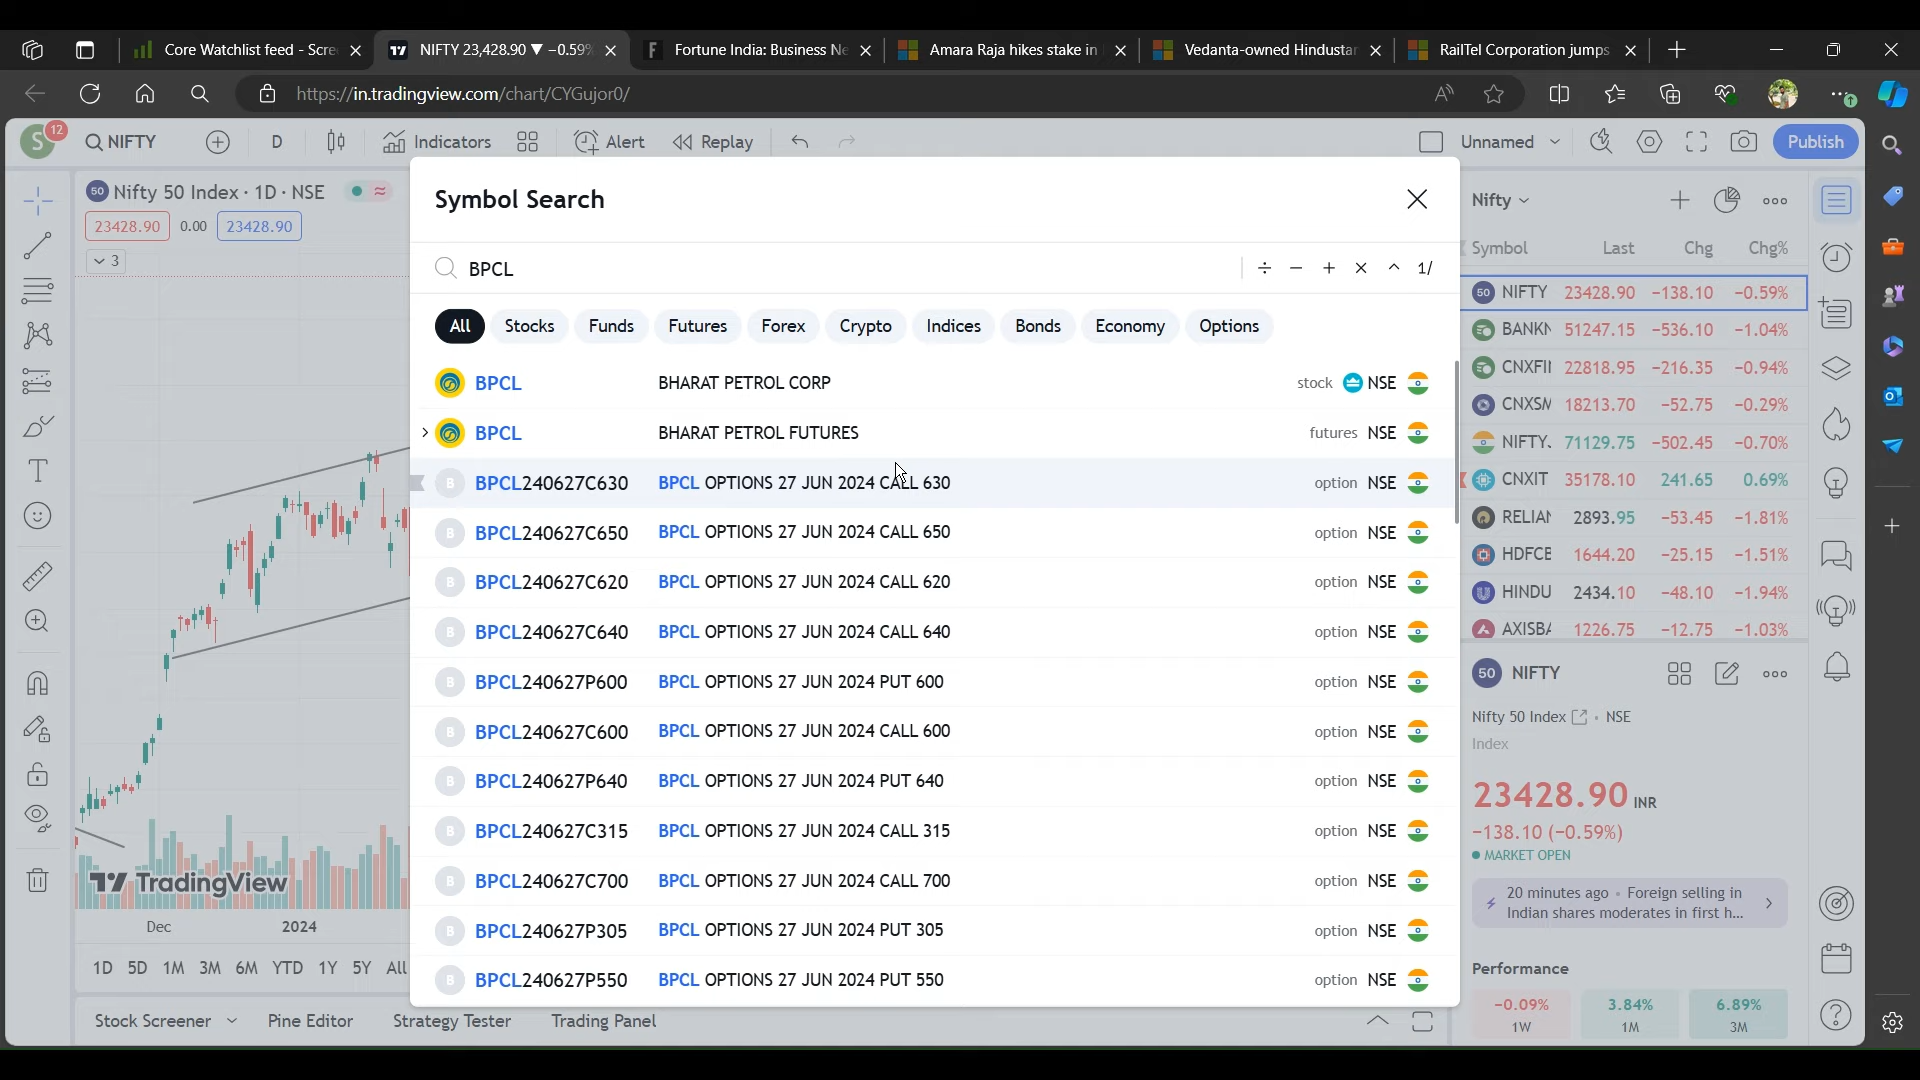 Core Watchlist feed - Scre
NIFTY 23,428.90 ▼ −0.59%
Fortune India: Business Ne
Amara Raja hikes stake in
Vedanta-owned Hindustar
RailTel Corporation jumps
https://in.tradingview.com/chart/CYGujor0/
S 12 NIFTY D Indicators Alert Replay Unnamed Publish
50 Nifty 50 Index · 1D · NSE
23428.90 0.00 23428.90
3
Symbol Search
BPCL ÷ − + × ^ 1/
All Stocks Funds Futures Forex Crypto Indices Bonds Economy Options
BPCL BHARAT PETROL CORP stock NSE
BPCL BHARAT PETROL FUTURES futures NSE
B BPCL240627C630 BPCL OPTIONS 27 JUN 2024 CALL 630 option NSE
B BPCL240627C650 BPCL OPTIONS 27 JUN 2024 CALL 650 option NSE
B BPCL240627C620 BPCL OPTIONS 27 JUN 2024 CALL 620 option NSE
B BPCL240627C640 BPCL OPTIONS 27 JUN 2024 CALL 640 option NSE
B BPCL240627P600 BPCL OPTIONS 27 JUN 2024 PUT 600 option NSE
B BPCL240627C600 BPCL OPTIONS 27 JUN 2024 CALL 600 option NSE
B BPCL240627P640 BPCL OPTIONS 27 JUN 2024 PUT 640 option NSE
B BPCL240627C315 BPCL OPTIONS 27 JUN 2024 CALL 315 option NSE
B BPCL240627C700 BPCL OPTIONS 27 JUN 2024 CALL 700 option NSE
B BPCL240627P305 BPCL OPTIONS 27 JUN 2024 PUT 305 option NSE
B BPCL240627P550 BPCL OPTIONS 27 JUN 2024 PUT 550 option NSE
TradingView
Dec 2024
1D 5D 1M 3M 6M YTD 1Y 5Y All
Stock Screener Pine Editor Strategy Tester Trading Panel
Nifty
Symbol Last Chg Chg%
50 NIFTY 23428.90 −138.10 −0.59%
BANKN 51247.15 −536.10 −1.04%
CNXFI 22818.95 −216.35 −0.94%
CNXSM 18213.70 −52.75 −0.29%
NIFTY. 71129.75 −502.45 −0.70%
CNXIT 35178.10 241.65 0.69%
RELIAN 2893.95 −53.45 −1.81%
HDFCB 1644.20 −25.15 −1.51%
HINDU 2434.10 −48.10 −1.94%
AXISBA 1226.75 −12.75 −1.03%
50 NIFTY
Nifty 50 Index · NSE
Index
23428.90 INR
−138.10 (−0.59%)
MARKET OPEN
20 minutes ago · Foreign selling in
Indian shares moderates in first h...
Performance
−0.09% 3.84% 6.89%
1W 1M 3M